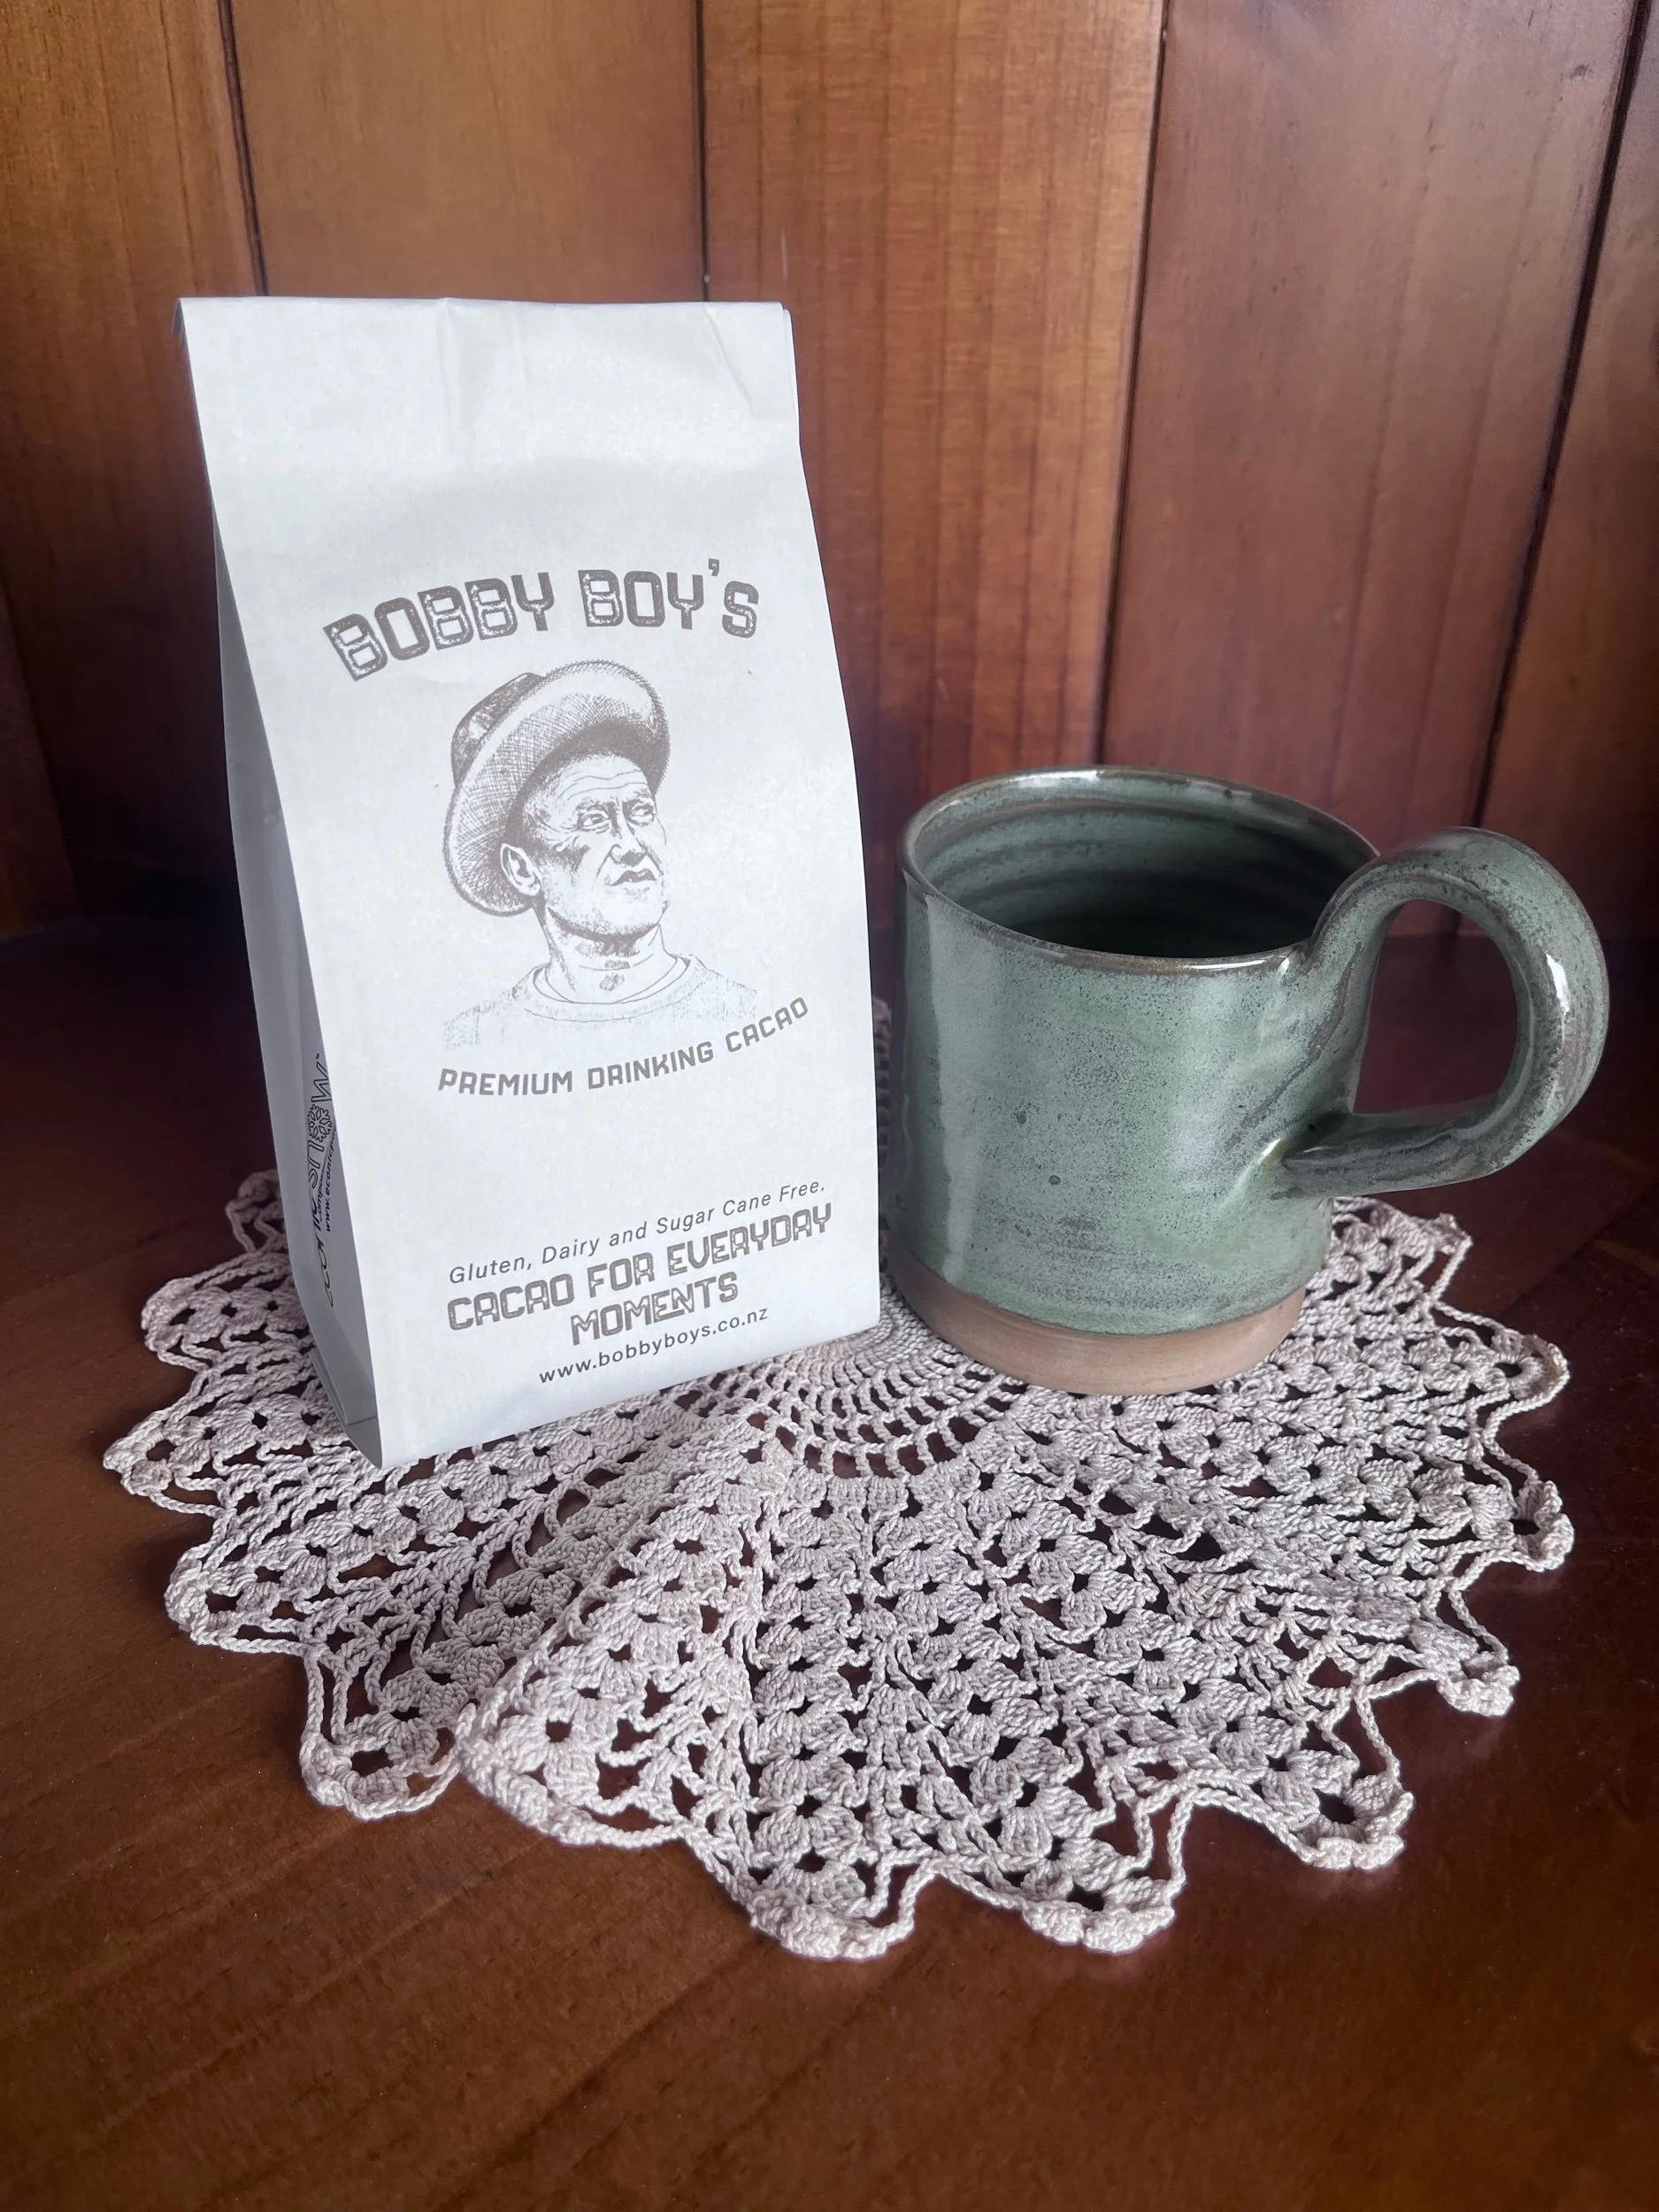 BOBBY BOY'S
PREMIUM DRINKING CACAO
Gluten, Dairy and Sugar Cane Free.
CACAO FOR EVERYDAY
MOMENTS
www.bobbyboys.co.nz